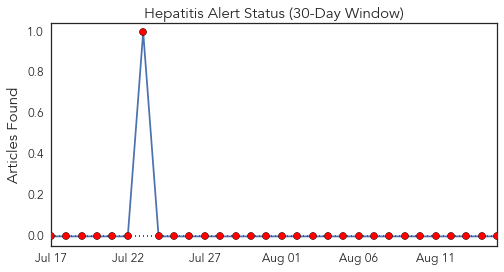 Hepatitis Alert Status (30-Day Window)
Articles Found
1.0
0.8
0.6
0.4
0.2
0.0
Jul 17 Jul 22 Jul 27 Aug 01 Aug 06 Aug 11